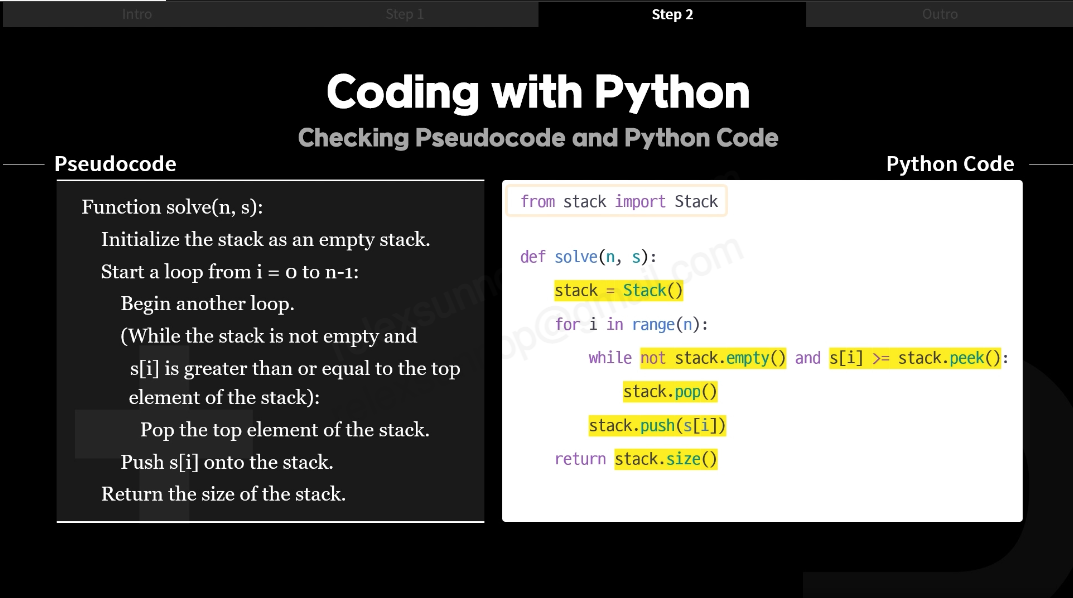 Intro
Step 1
Step 2
Outro
Coding with Python
Checking Pseudocode and Python Code
Pseudocode
Function solve(n, s):
Initialize the stack as an empty stack.
Start a loop from i = 0 to n-1:
Begin another loop.
(While the stack is not empty and
s[i] is greater than or equal to the top
element of the stack):
Pop the top element of the stack.
Push s[i] onto the stack.
Return the size of the stack.
Python Code
from stack import Stack
def solve(n, s):
stack = Stack()
for i in range(n):
while not stack.empty() and s[i] >= stack.peek():
stack.pop()
stack.push(s[i])
return stack.size()